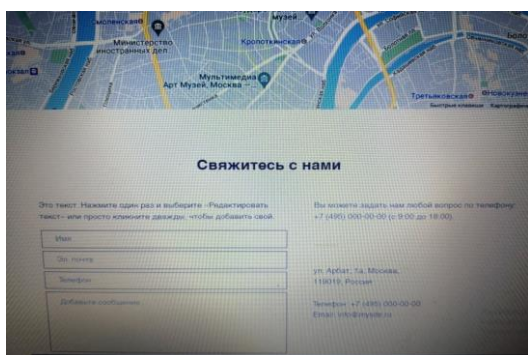 Смоленская
музей...
Министерство
иностранных дел
Кропоткинская
Мультимедиа
Арт Музей, Москва –...
Третьяковская
Новокузне
Быстрые клавиши
Свяжитесь с нами
Это текст. Нажмите один раз и выберите «Редактировать
текст» или просто кликните дважды, чтобы добавить свой.
Имя
Эл. почта
Телефон
Добавьте сообщение...
Вы можете задать нам любой вопрос по телефону
+7 (495) 000-00-00 (с 9:00 до 18:00)
ул. Арбат, 1а, Москва,
119019, Россия
Телефон: +7 (495) 000-00-00
Email: info@mysite.ru